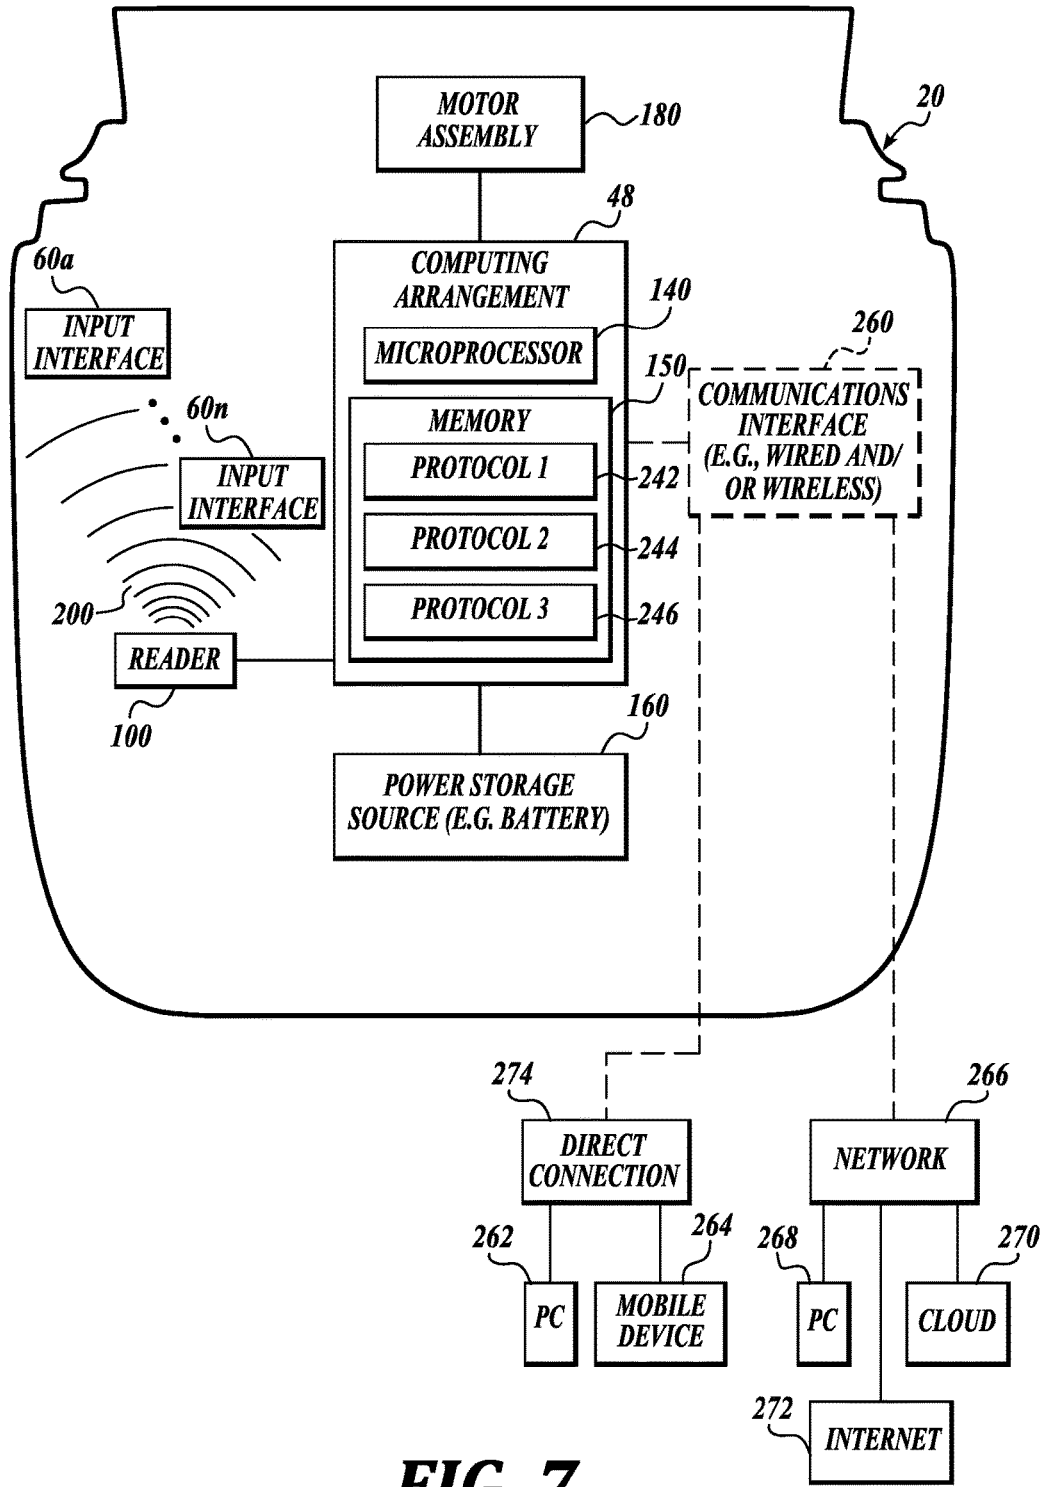 MOTOR
ASSEMBLY
180
20
48
COMPUTING
ARRANGEMENT
60a
INPUT
INTERFACE
140
MICROPROCESSOR
260
150
COMMUNICATIONS
INTERFACE
(E.G., WIRED AND/
OR WIRELESS)
MEMORY
60n
INPUT
INTERFACE
PROTOCOL 1
242
PROTOCOL 2
244
PROTOCOL 3
246
200
READER
100
160
POWER STORAGE
SOURCE (E.G. BATTERY)
274
DIRECT
CONNECTION
266
NETWORK
262
PC
264
MOBILE
DEVICE
268
PC
270
CLOUD
272
INTERNET
FIG. 7